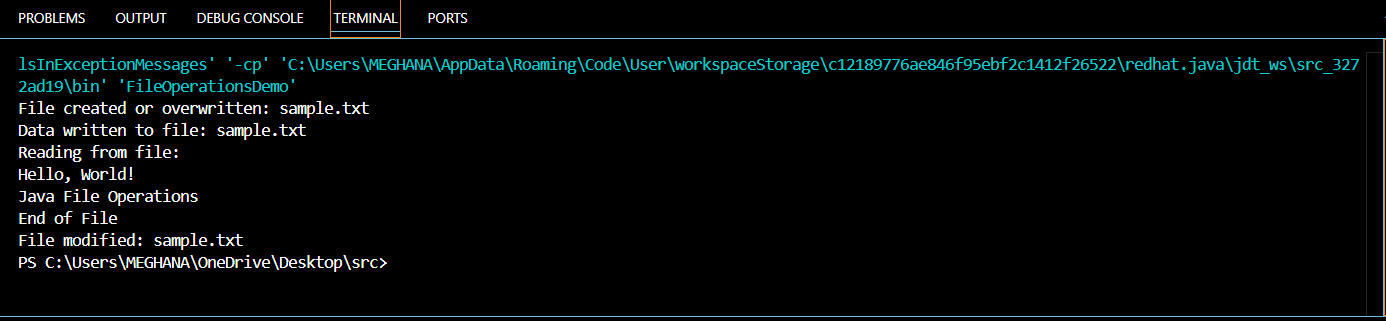 PROBLEMS OUTPUT DEBUG CONSOLE TERMINAL PORTS
lsInExceptionMessages' '-cp' 'C:\Users\MEGHANA\AppData\Roaming\Code\User\workspaceStorage\c12189776ae846f95ebf2c1412f26522\redhat.java\jdt_ws\src_327
2ad19\bin' 'FileOperationsDemo'
File created or overwritten: sample.txt
Data written to file: sample.txt
Reading from file:
Hello, World!
Java File Operations
End of File
File modified: sample.txt
PS C:\Users\MEGHANA\OneDrive\Desktop\src>